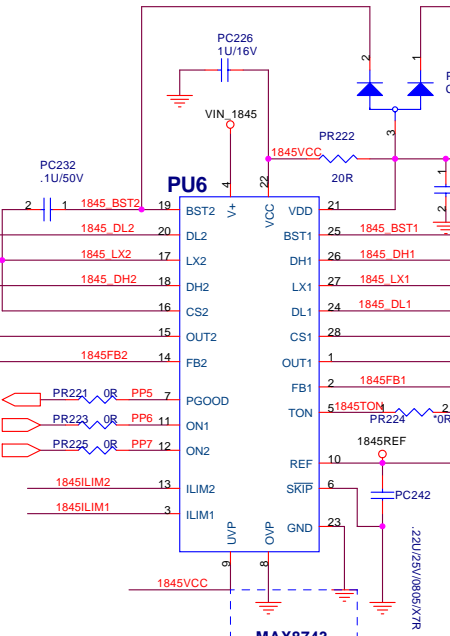 PC226
1U/16V
2
1
VIN_1845
3
PR222
1845VCC
20R
PC232
.1U/50V
PU6
4
22
2
1
1845_BST2
19
BST2
V+
VCC
VDD
21
1
2
1845_DL2
20
DL2
BST1
25
1845_BST1
1845_LX2
17
LX2
DH1
26
1845_DH1
1845_DH2
18
DH2
LX1
27
1845_LX1
DL1
24
1845_DL1
16
CS2
15
OUT2
CS1
28
1845FB2
14
FB2
OUT1
1
FB1
2
1845FB1
PR221
0R
PP5
7
PGOOD
TON
5
1845TON
1
2
PR224
*0R
PR223
0R
PP6
11
ON1
PR225
0R
PP7
12
ON2
1845REF
REF
10
1845ILIM2
13
ILIM2
SKIP
6
PC242
1845ILIM1
3
ILIM1
GND
23
UVP
OVP
.22U/25V/0805/X7R
9
8
1845VCC
MAX8743